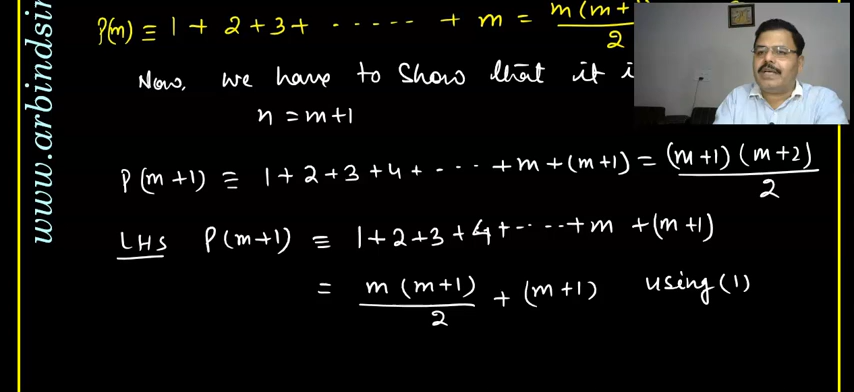 P(m) ≡ 1 + 2 + 3 + ...... + m = m(m+
2
Now, we have to show that it
n = m+1
P(m+1) ≡ 1+2+3+4+ ..... +m+(m+1) = (m+1)(m+2)/2
LHS P(m+1) ≡ 1+2+3+4+.....+m +(m+1)
= m(m+1)/2 + (m+1) using (1)
www.arbindsin